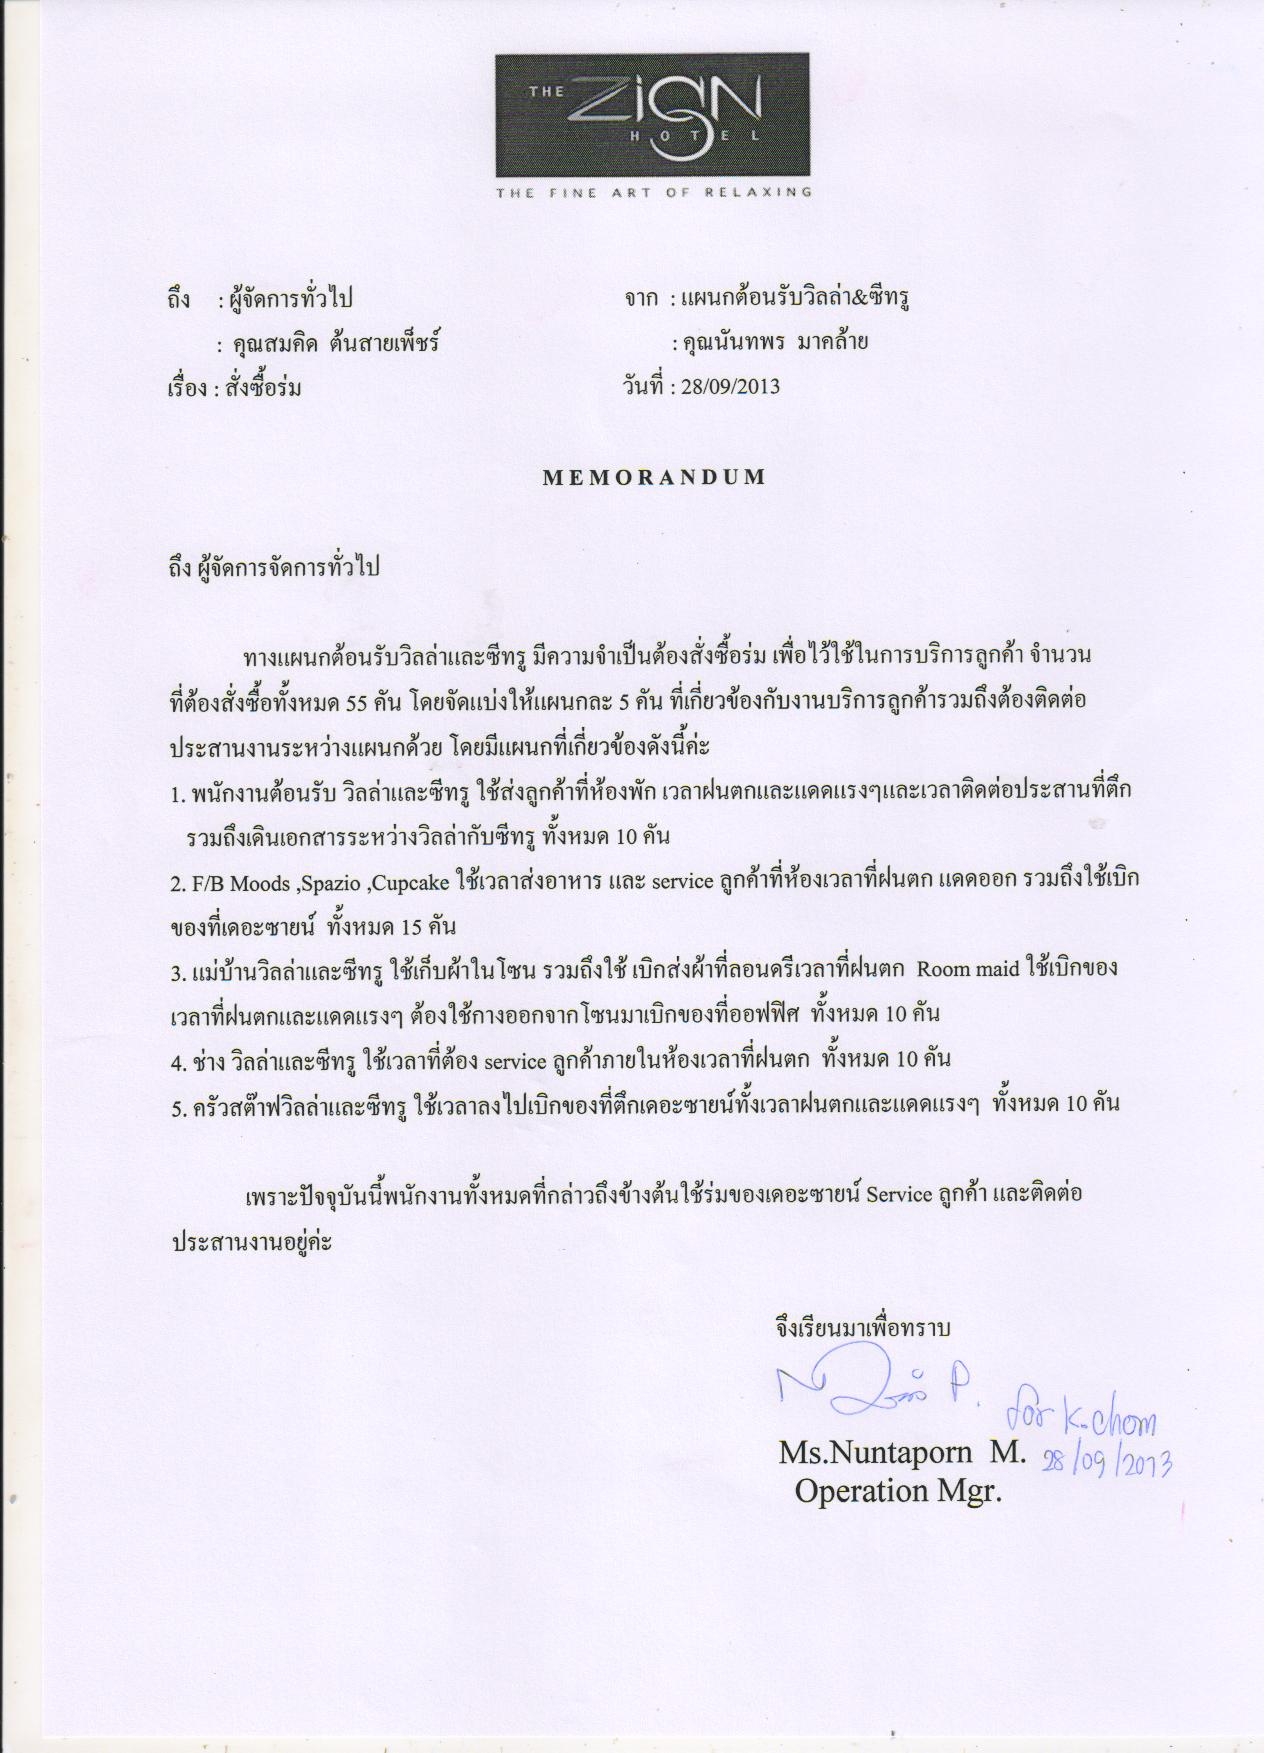 THE ZIGN
HOTEL
THE FINE ART OF RELAXING
ถึง : ผู้จัดการทั่วไป จาก : แผนกต้อนรับวิลล่า&ซีทรู
: คุณสมคิด ต้นสายเพ็ชร์ : คุณนันทพร มาคล้าย
เรื่อง : สั่งซื้อร่ม วันที่ : 28/09/2013
MEMORANDUM
ถึง ผู้จัดการจัดการทั่วไป
ทางแผนกต้อนรับวิลล่าและซีทรู มีความจำเป็นต้องสั่งซื้อร่ม เพื่อไว้ใช้ในการบริการลูกค้า จำนวน
ที่ต้องสั่งซื้อทั้งหมด 55 คัน โดยจัดแบ่งให้แผนกละ 5 คัน ที่เกี่ยวข้องกับงานบริการลูกค้ารวมถึงต้องติดต่อ
ประสานงานระหว่างแผนกด้วย โดยมีแผนกที่เกี่ยวข้องดังนี้ค่ะ
1. พนักงานต้อนรับ วิลล่าและซีทรู ใช้ส่งลูกค้าที่ห้องพัก เวลาฝนตกและแดดแรงๆและเวลาติดต่อประสานที่ตึก
รวมถึงเดินเอกสารระหว่างวิลล่ากับซีทรู ทั้งหมด 10 คัน
2. F/B Moods ,Spazio ,Cupcake ใช้เวลาส่งอาหาร และ service ลูกค้าที่ห้องเวลาที่ฝนตก แดดออก รวมถึงใช้เบิก
ของที่เดอะซายน์ ทั้งหมด 15 คัน
3. แม่บ้านวิลล่าและซีทรู ใช้เก็บผ้าในโซน รวมถึงใช้ เบิกส่งผ้าที่ลอนดรีเวลาที่ฝนตก Room maid ใช้เบิกของ
เวลาที่ฝนตกและแดดแรงๆ ต้องใช้กางออกจากโซนมาเบิกของที่ออฟฟิศ ทั้งหมด 10 คัน
4. ช่าง วิลล่าและซีทรู ใช้เวลาที่ต้อง service ลูกค้าภายในห้องเวลาที่ฝนตก ทั้งหมด 10 คัน
5. ครัวสต๊าฟวิลล่าและซีทรู ใช้เวลาลงไปเบิกของที่ตึกเดอะซายน์ทั้งเวลาฝนตกและแดดแรงๆ ทั้งหมด 10 คัน
เพราะปัจจุบันนี้พนักงานทั้งหมดที่กล่าวถึงข้างต้นใช้ร่มของเดอะซายน์ Service ลูกค้า และติดต่อ
ประสานงานอยู่ค่ะ
จึงเรียนมาเพื่อทราบ
P. for K.chom
Ms.Nuntaporn M. 28/09/2013
Operation Mgr.